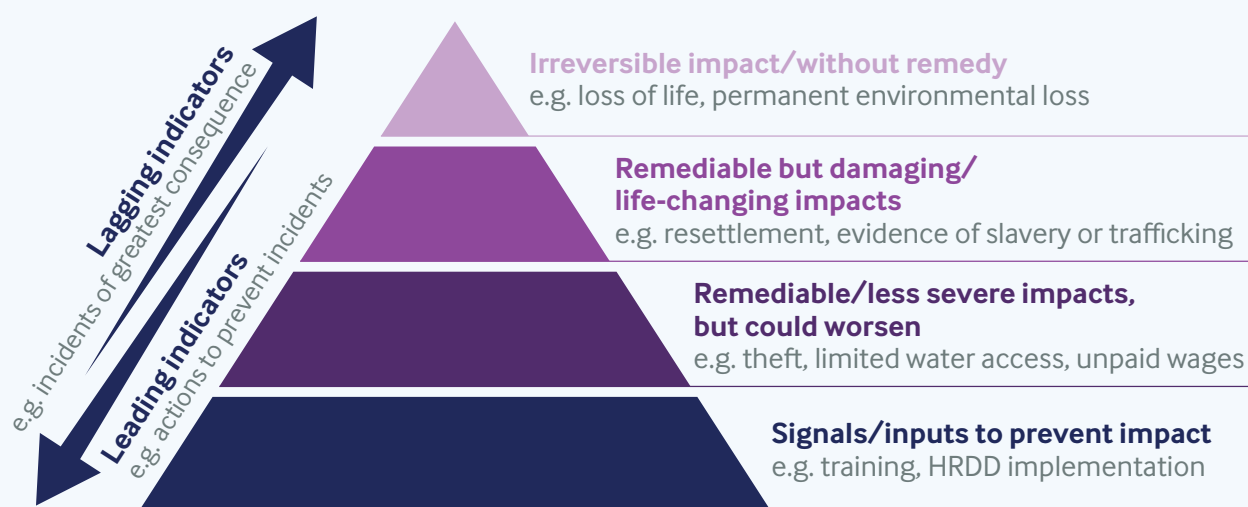 Lagging indicators
e.g. incidents of greatest consequence
Leading indicators
e.g. actions to prevent incidents
Irreversible impact/without remedy
e.g. loss of life, permanent environmental loss
Remediable but damaging/
life-changing impacts
e.g. resettlement, evidence of slavery or trafficking
Remediable/less severe impacts,
but could worsen
e.g. theft, limited water access, unpaid wages
Signals/inputs to prevent impact
e.g. training, HRDD implementation